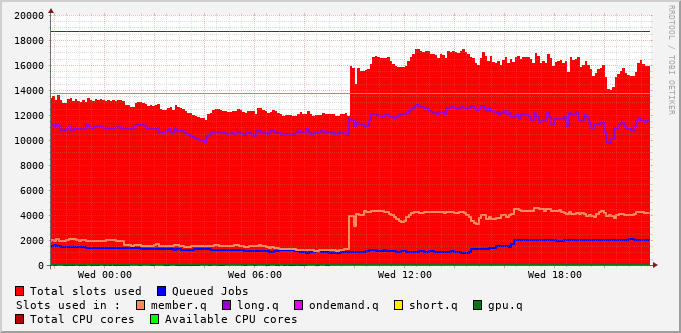 20000
18000
16000
14000
12000
10000
8000
6000
4000
2000
0
Wed 00:00 Wed 06:00 Wed 12:00 Wed 18:00
RRDTOOL / TOBI OETIKER
Total slots used Queued Jobs
Slots used in : member.q long.q ondemand.q short.q gpu.q
Total CPU cores Available CPU cores